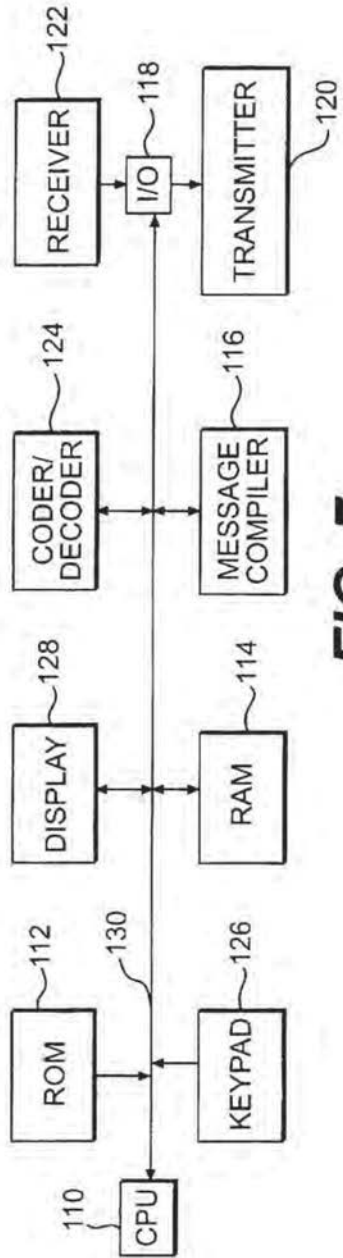 ROM 112
DISPLAY 128
CODER/ 124
DECODER
RECEIVER 122
110
CPU
130
I/O 118
KEYPAD 126
RAM 114
MESSAGE 116
COMPILER
TRANSMITTER
120
FIG.